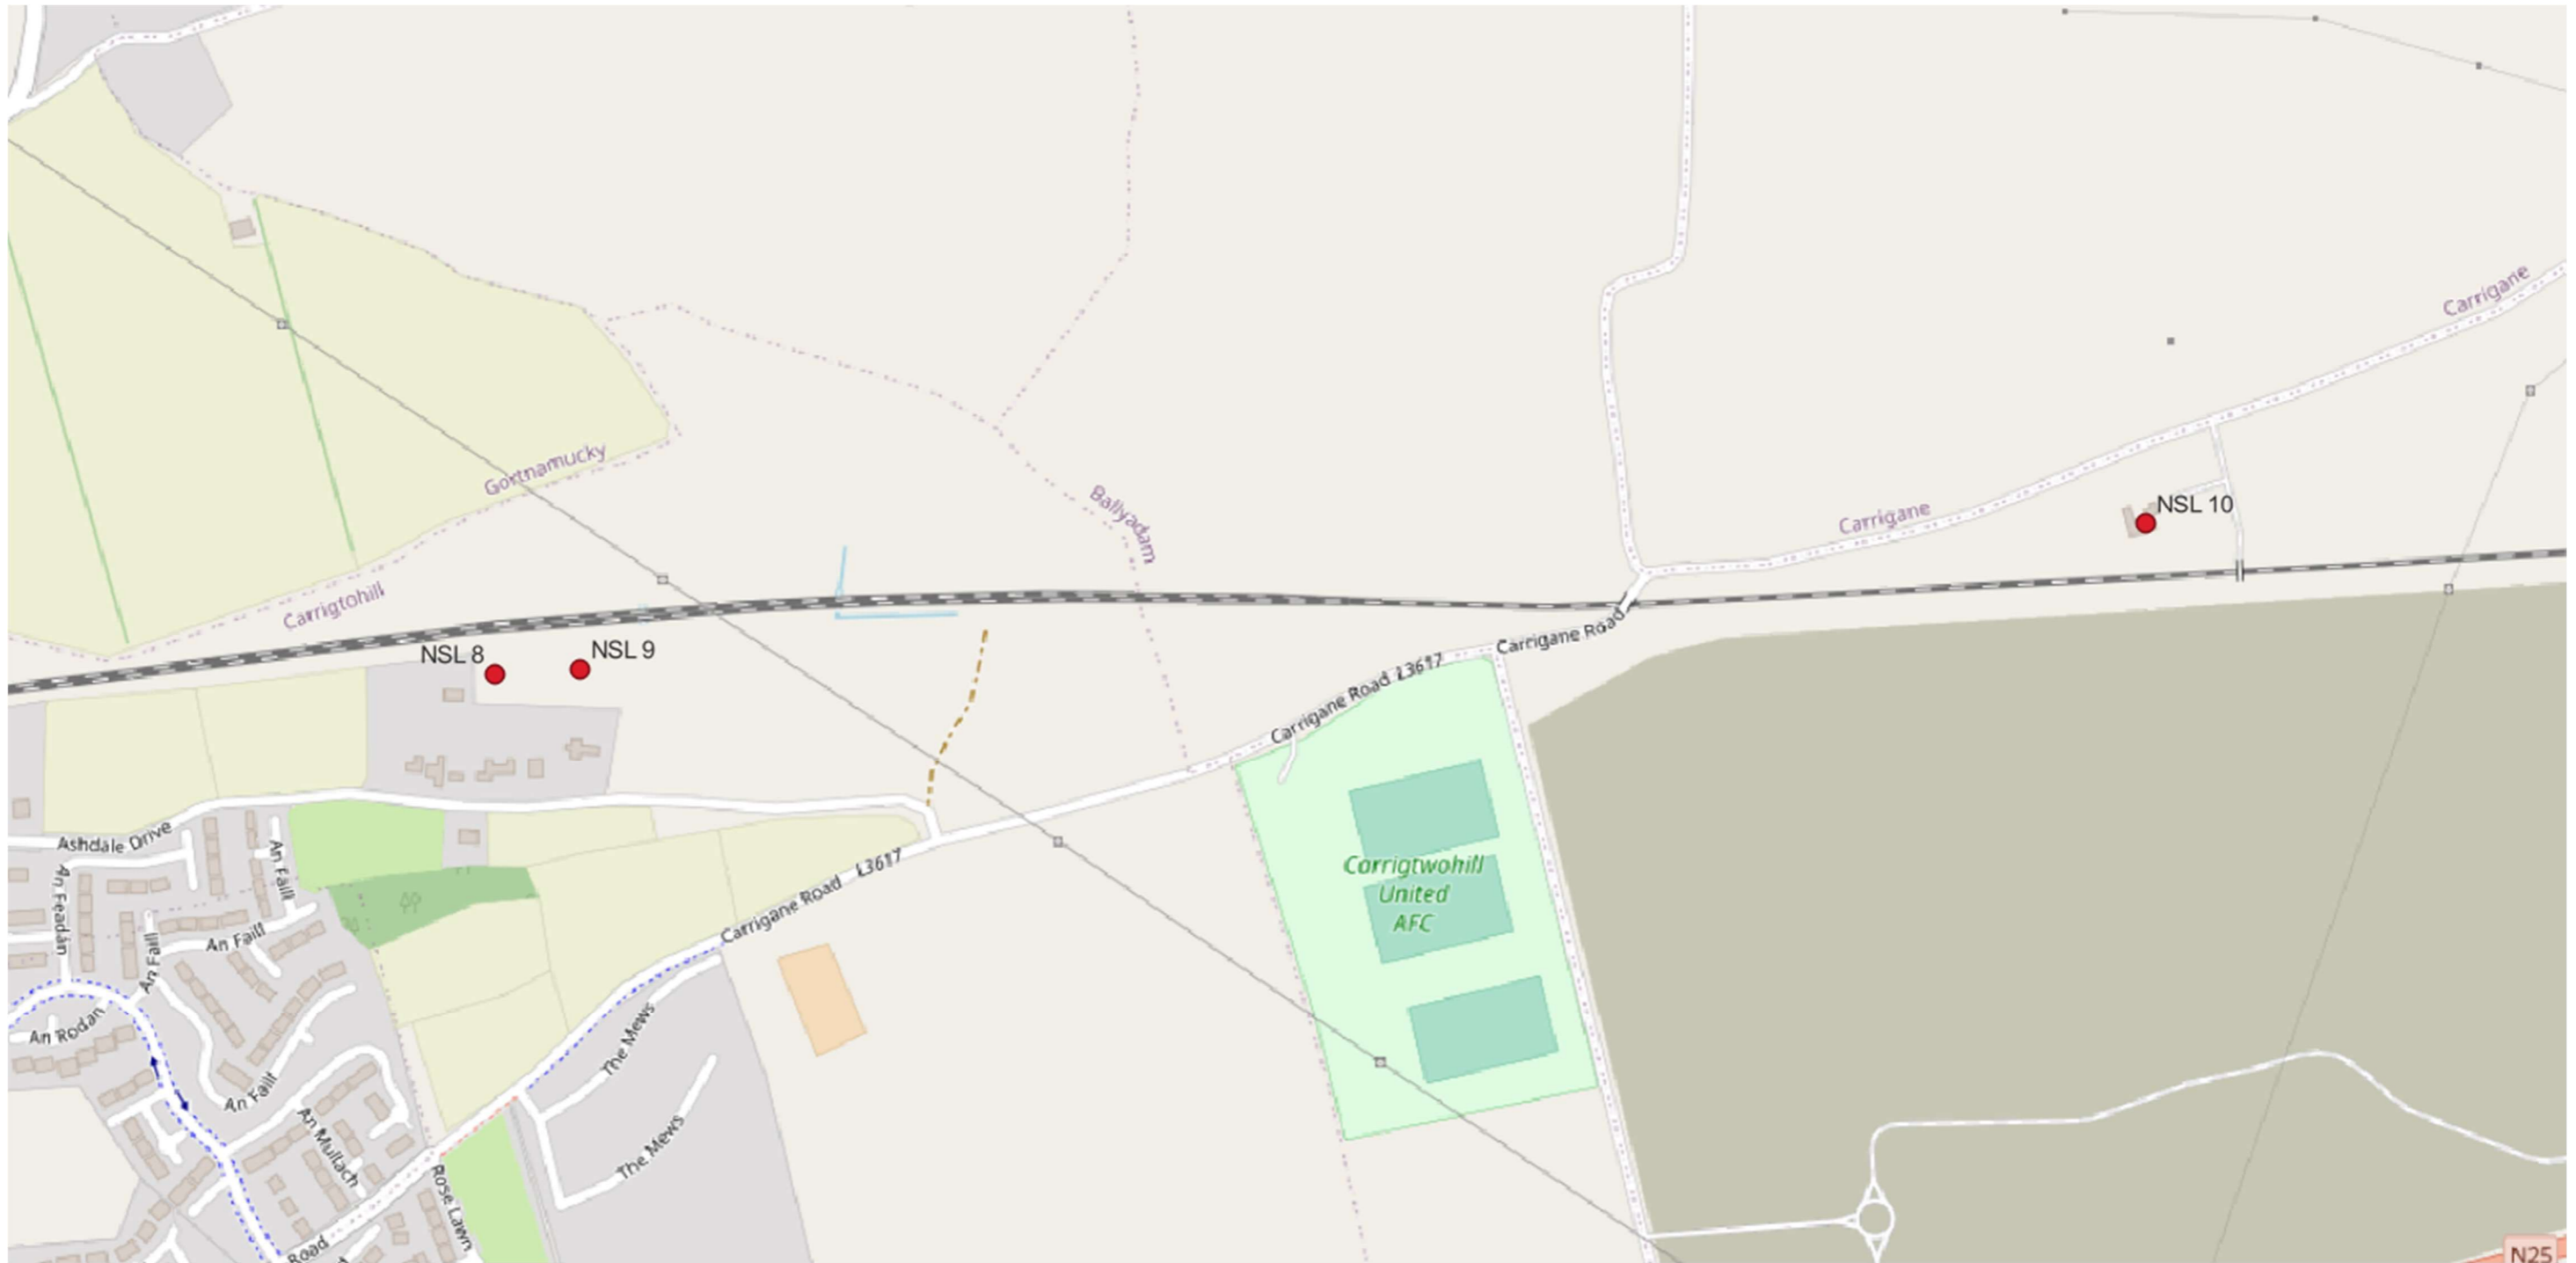 Carrigane
Gortnamucky
Ballyadam
NSL 10
Carrigane
Carrigtohill
NSL 8
NSL 9
Carrigane Road
Carrigane Road L3617
Ashdale Drive
An Faill
An Feadán
Carrigane Road L3617
Carrigtwohill
United
AFC
An Faill
An Faill
An Rodan
The Mews
An Faill
An Mullach
The Mews
Rose Lawn
Road
N25